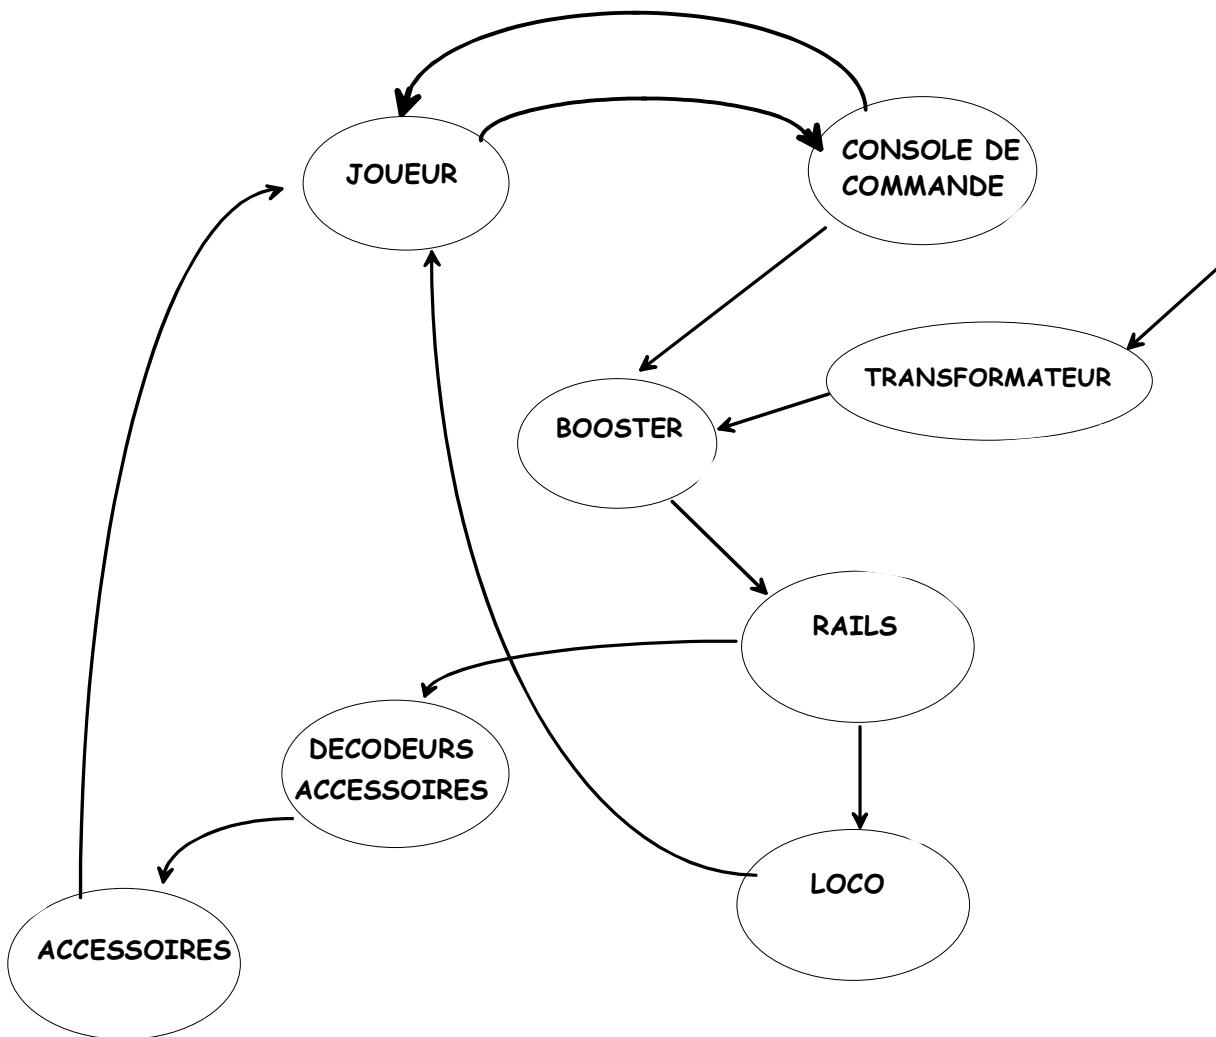 JOUEUR
CONSOLE DE
COMMANDE
TRANSFORMATEUR
BOOSTER
RAILS
DECODEURS
ACCESSOIRES
LOCO
ACCESSOIRES